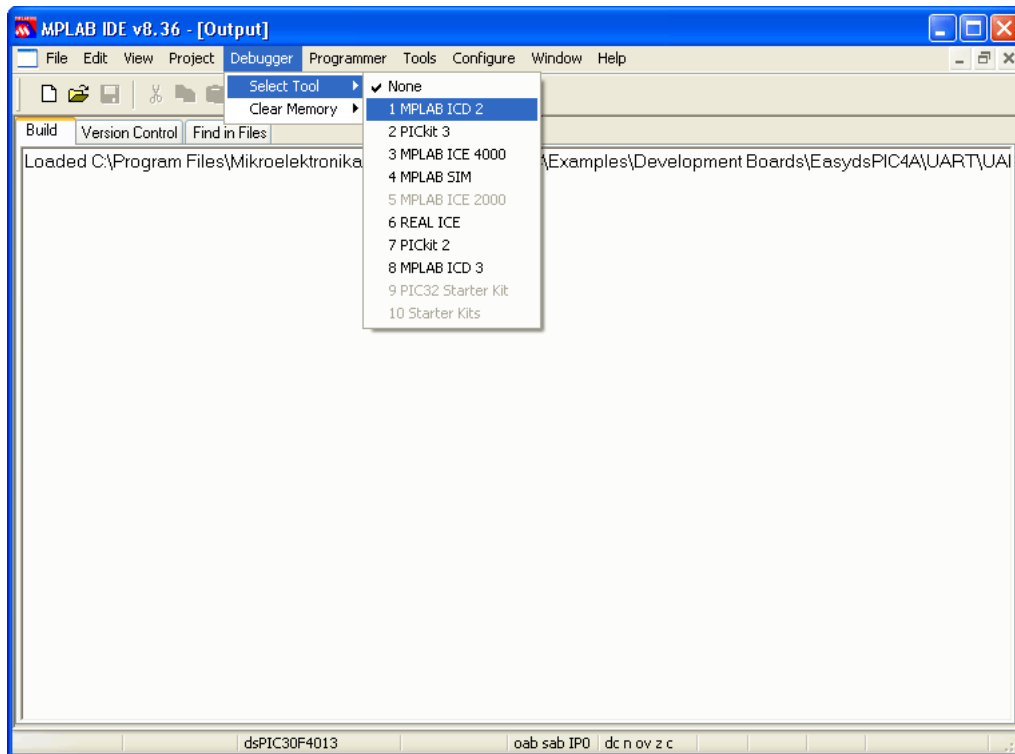 MPLAB IDE v8.36 - [Output]
File Edit View Project Debugger Programmer Tools Configure Window Help
Select Tool
Clear Memory
None
1 MPLAB ICD 2
2 PICkit 3
3 MPLAB ICE 4000
4 MPLAB SIM
5 MPLAB ICE 2000
6 REAL ICE
7 PICkit 2
8 MPLAB ICD 3
9 PIC32 Starter Kit
10 Starter Kits
Build Version Control Find in Files
Loaded C:\Program Files\Mikroelektronika \Examples\Development Boards\EasydsPIC4A\UART\
dsPIC30F4013 oab sab IP0 dc n ov z c